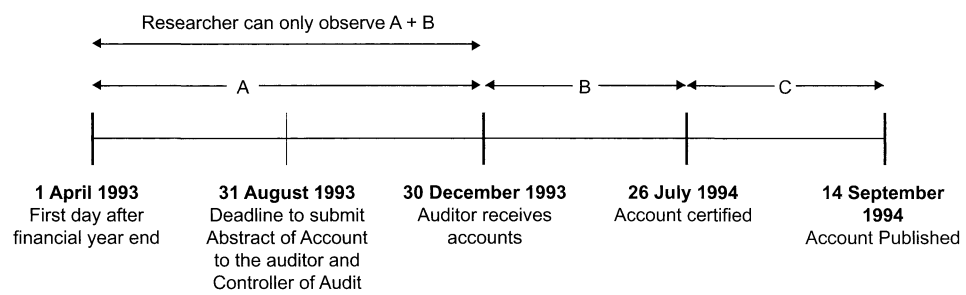 Researcher can only observe A + B
A
B
C
1 April 1993
First day after
financial year end
31 August 1993
Deadline to submit
Abstract of Account
to the auditor and
Controller of Audit
30 December 1993
Auditor receives
accounts
26 July 1994
Account certified
14 September
1994
Account Published